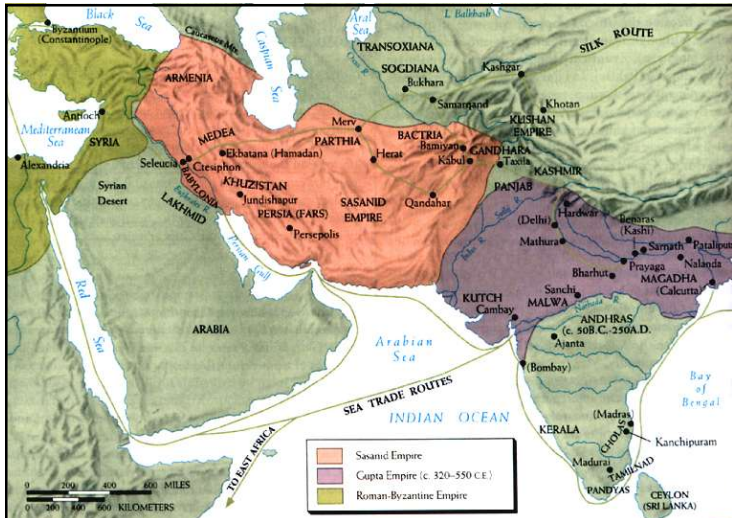 Black Sea
Byzantium
(Constantinople)
Caucasus Mts.
Caspian Sea
Aral Sea
L. Balkhash
TRANSOXIANA
SOGDIANA
Oxus R.
Bukhara
Samarqand
Kashgar
SILK ROUTE
Khotan
KUSHAN
EMPIRE
ARMENIA
Antioch
Mediterranean
Sea
SYRIA
Alexandria
MEDEA
Ekbatana (Hamadan)
Seleucia
Ctesiphon
BABYLONIA
Euphrates R.
Syrian
Desert
LAKHMID
KHUZISTAN
Jundishapur
PERSIA (FARS)
Persepolis
Persian Gulf
Merv
PARTHIA
Herat
SASANID
EMPIRE
BACTRIA
Bamiyan
Kabul
Qandahar
GANDHARA
Taxila
KASHMIR
PANJAB
Indus R.
Hardwar
(Delhi)
Mathura
Benaras
(Kashi)
Sarnath
Pataliputra
Prayaga
Nalanda
Bharhut
MAGADHA
(Calcutta)
Sanchi
MALWA
KUTCH
Cambay
Narbada R.
ANDHRAS
(c. 50B.C.-250A.D.
Ajanta
(Bombay)
Red Sea
ARABIA
Arabian
Sea
SEA TRADE ROUTES
INDIAN OCEAN
Bay
of
Bengal
TO EAST AFRICA
KERALA
(Madras)
CHOLAS
Kanchipuram
Madurai
TAMILNAD
PANDYAS
CEYLON
(SRI LANKA)
Sasanid Empire
Gupta Empire (c. 320–550 C.E.)
Roman-Byzantine Empire
0 200 400 600 MILES
0 200 400 600 KILOMETERS